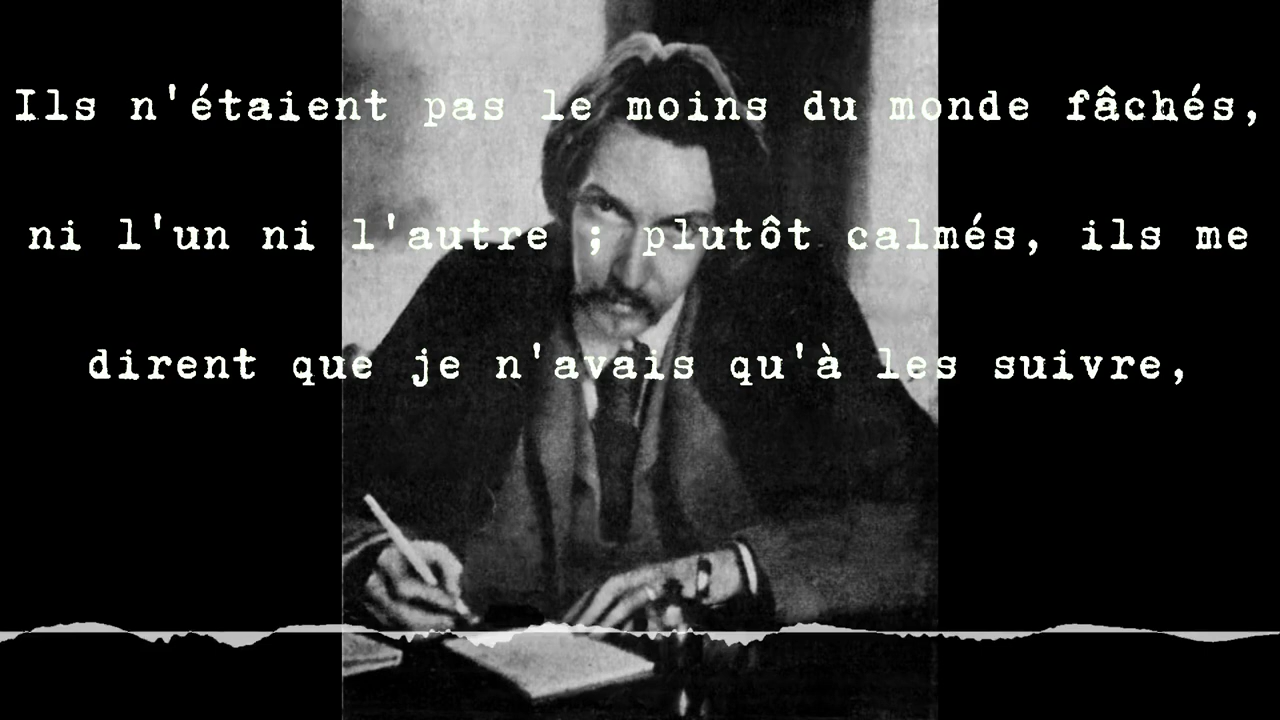 Ils n'étaient pas le moins du monde fâchés,
ni l'un ni l'autre ; plutôt calmés, ils me
dirent que je n'avais qu'à les suivre,